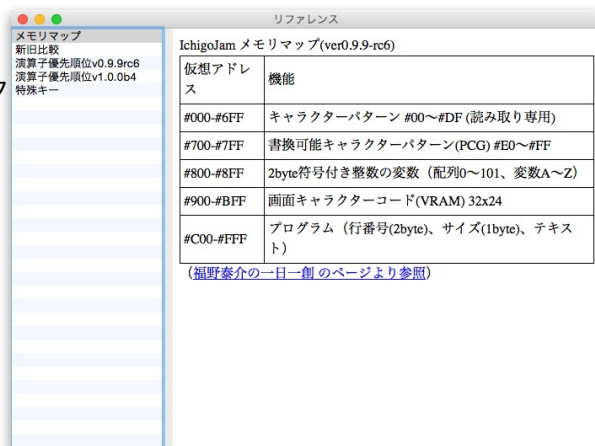 リファレンス
メモリマップ
新旧比較
演算子優先順位v0.9.9rc6
演算子優先順位v1.0.0b4
特殊キー
IchigoJam メモリマップ(ver0.9.9-rc6)
仮想アドレ
ス
機能
#000-#6FF
キャラクターパターン #00〜#DF (読み取り専用)
#700-#7FF
書換可能キャラクターパターン(PCG) #E0〜#FF
#800-#8FF
2byte符号付き整数の変数（配列0〜101、変数A〜Z）
#900-#BFF
画面キャラクターコード(VRAM) 32x24
#C00-#FFF
プログラム（行番号(2byte)、サイズ(1byte)、テキス
ト）
（福野泰介の一日一創 のページより参照）